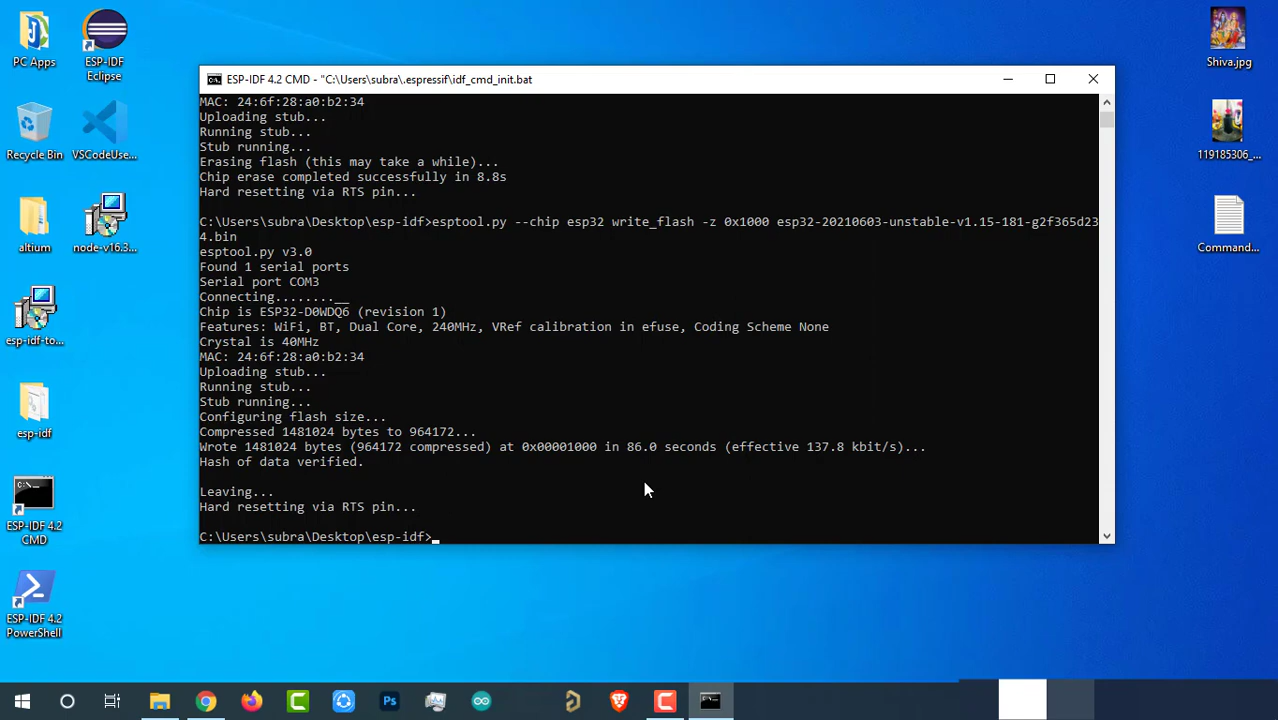 PC Apps
ESP-IDF
Eclipse
Shiva.jpg
Recycle Bin
VSCodeUse...
119185306_...
altium
node-v16.3...
Command...
esp-idf-to...
esp-idf
ESP-IDF 4.2
CMD
ESP-IDF 4.2
PowerShell
ESP-IDF 4.2 CMD - "C:\Users\subra\.espressif\idf_cmd_init.bat
MAC: 24:6f:28:a0:b2:34
Uploading stub...
Running stub...
Stub running...
Erasing flash (this may take a while)...
Chip erase completed successfully in 8.8s
Hard resetting via RTS pin...
C:\Users\subra\Desktop\esp-idf>esptool.py --chip esp32 write_flash -z 0x1000 esp32-20210603-unstable-v1.15-181-g2f365d23
4.bin
esptool.py v3.0
Found 1 serial ports
Serial port COM3
Connecting........__
Chip is ESP32-D0WDQ6 (revision 1)
Features: WiFi, BT, Dual Core, 240MHz, VRef calibration in efuse, Coding Scheme None
Crystal is 40MHz
MAC: 24:6f:28:a0:b2:34
Uploading stub...
Running stub...
Stub running...
Configuring flash size...
Compressed 1481024 bytes to 964172...
Wrote 1481024 bytes (964172 compressed) at 0x00001000 in 86.0 seconds (effective 137.8 kbit/s)...
Hash of data verified.
Leaving...
Hard resetting via RTS pin...
C:\Users\subra\Desktop\esp-idf>
Ps